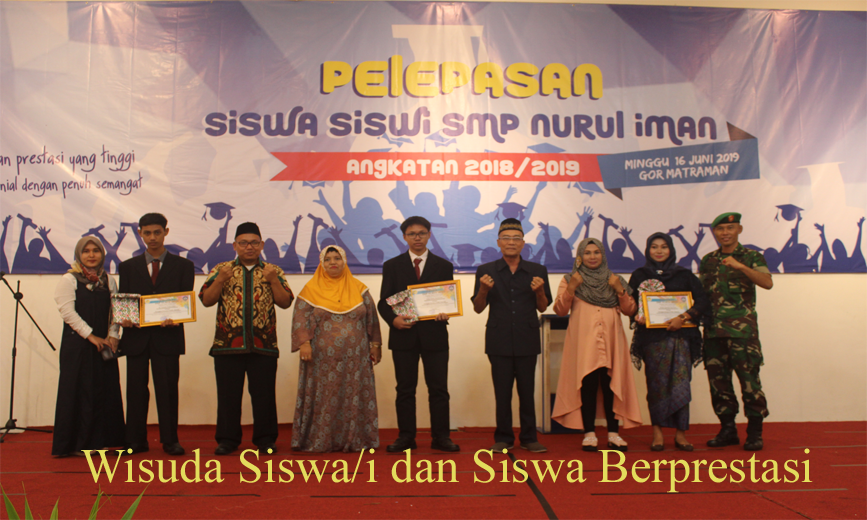 PELEPASAN
SISWA SISWI SMP NURUL IMAN
ANGKATAN 2018/2019
MINGGU 16 JUNI 2019
GOR MATRAMAN
an prestasi yang tinggi
nial dengan penuh semangat
Wisuda Siswa/i dan Siswa Berprestasi